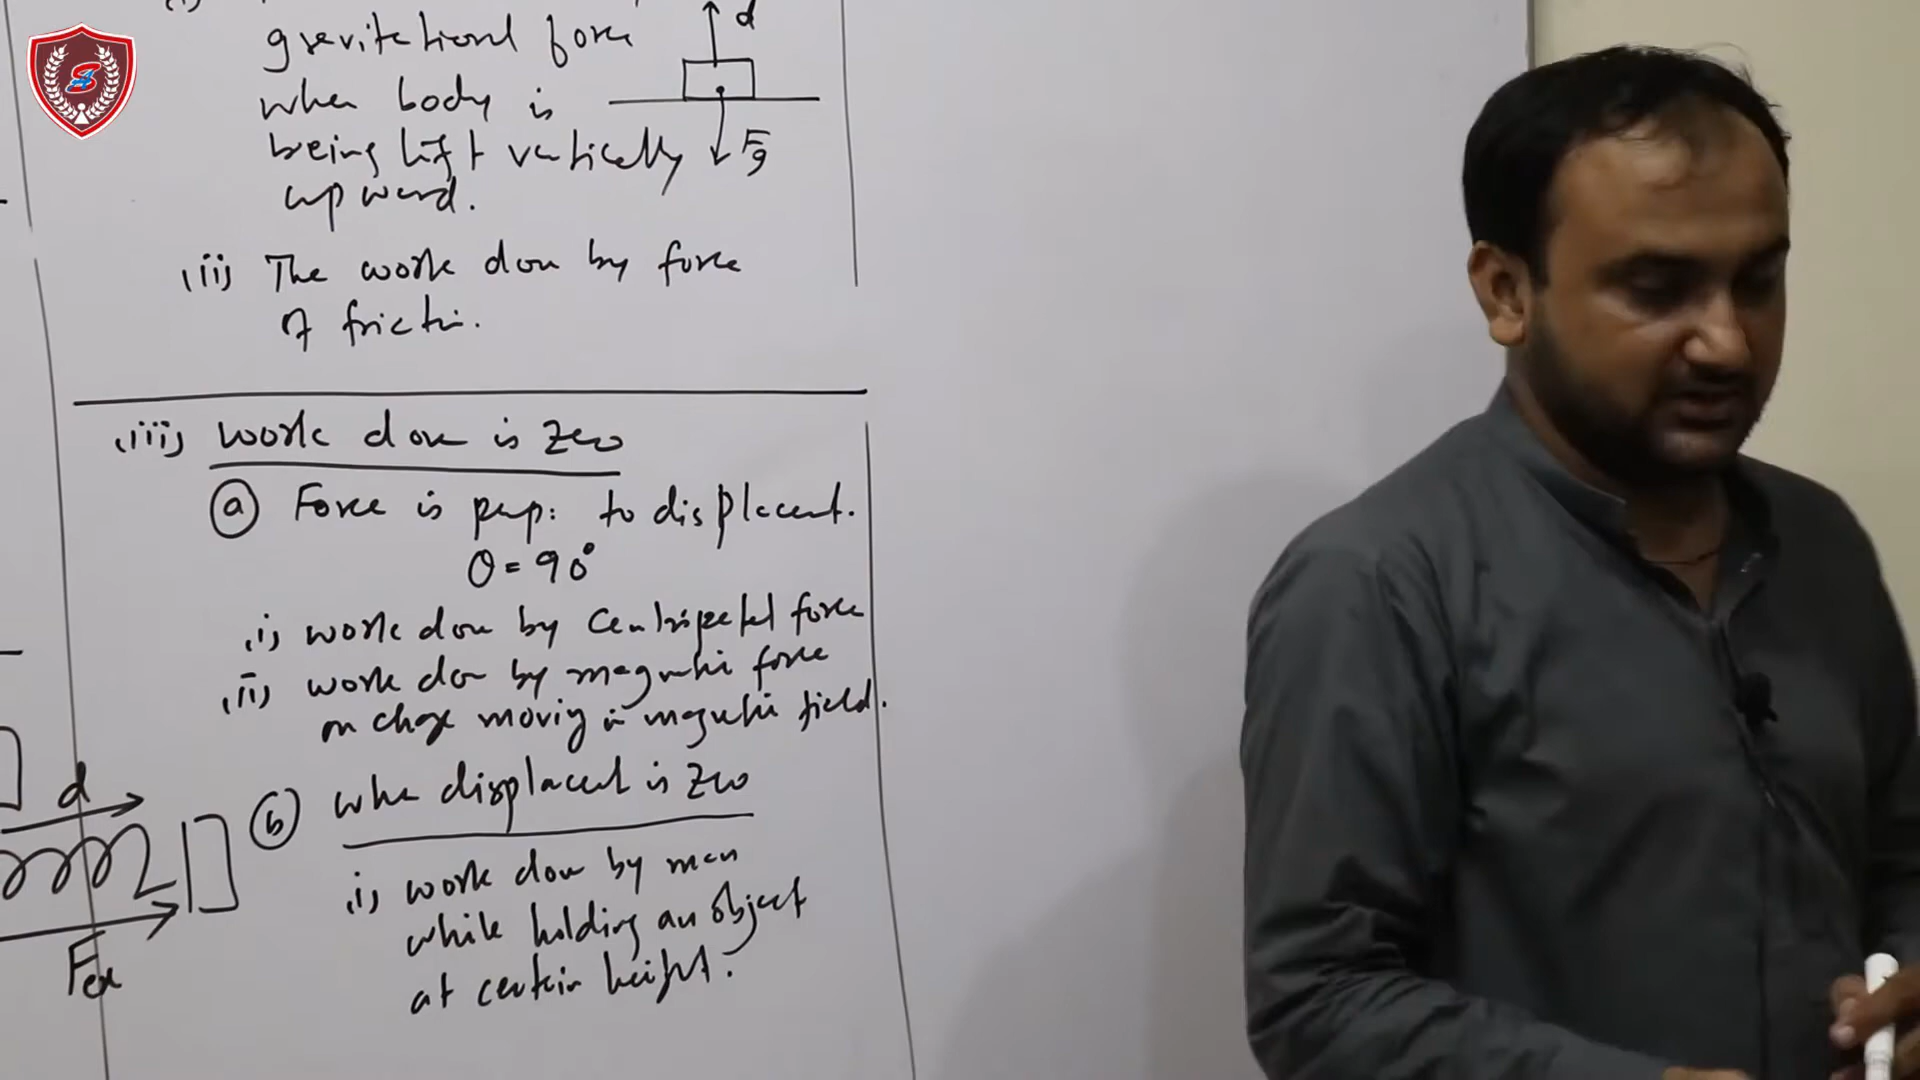 gravitational force
when body is
being lift vertically
upward.
d
Fg
(ii) The work done by force
of friction.
(iii) Work done is zero
(a) Force is perp: to displacement.
θ = 90°
(i) work done by Centripetal force
(ii) work done by magnetic force
on charge moving in magnetic field.
(b) when displacement is zero
(i) work done by man
while holding an object
at certain height.
d
Fex